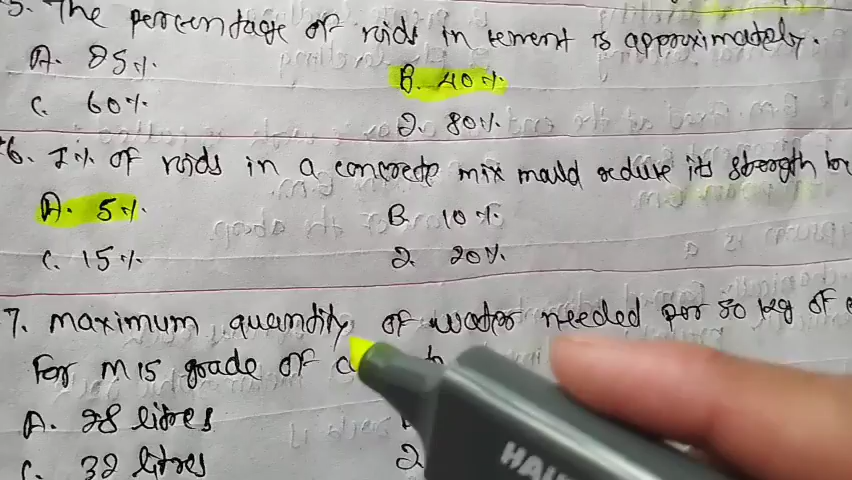 5. The percentage of voids in cement is approximately.
A. 25%
B. 40%
C. 60%
D. 80%
6. 1% of voids in a concrete mix would reduce its strength by
A. 5%
B. 10%
C. 15%
D. 20%
7. Maximum quantity of water needed per 50 kg of
for M15 grade of
A. 28 litres
C. 32 litres
D
HAU